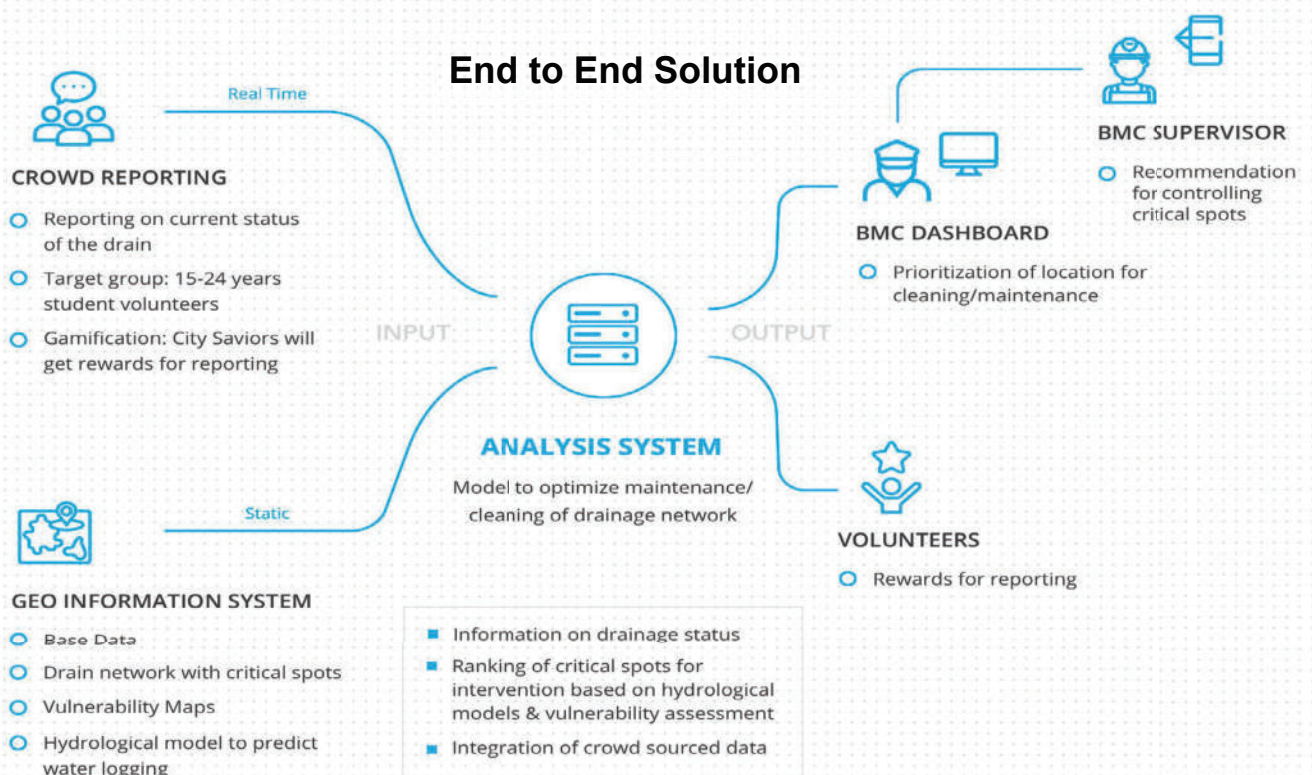 End to End Solution
Real Time
CROWD REPORTING
Reporting on current status
of the drain
Target group: 15-24 years
student volunteers
Gamification: City Saviors will
get rewards for reporting
Static
GEO INFORMATION SYSTEM
Base Data
Drain network with critical spots
Vulnerability Maps
Hydrological model to predict
water logging
INPUT
OUTPUT
ANALYSIS SYSTEM
Model to optimize maintenance/
cleaning of drainage network
Information on drainage status
Ranking of critical spots for
intervention based on hydrological
models & vulnerability assessment
Integration of crowd sourced data
BMC DASHBOARD
Prioritization of location for
cleaning/maintenance
BMC SUPERVISOR
Recommendation
for controlling
critical spots
VOLUNTEERS
Rewards for reporting